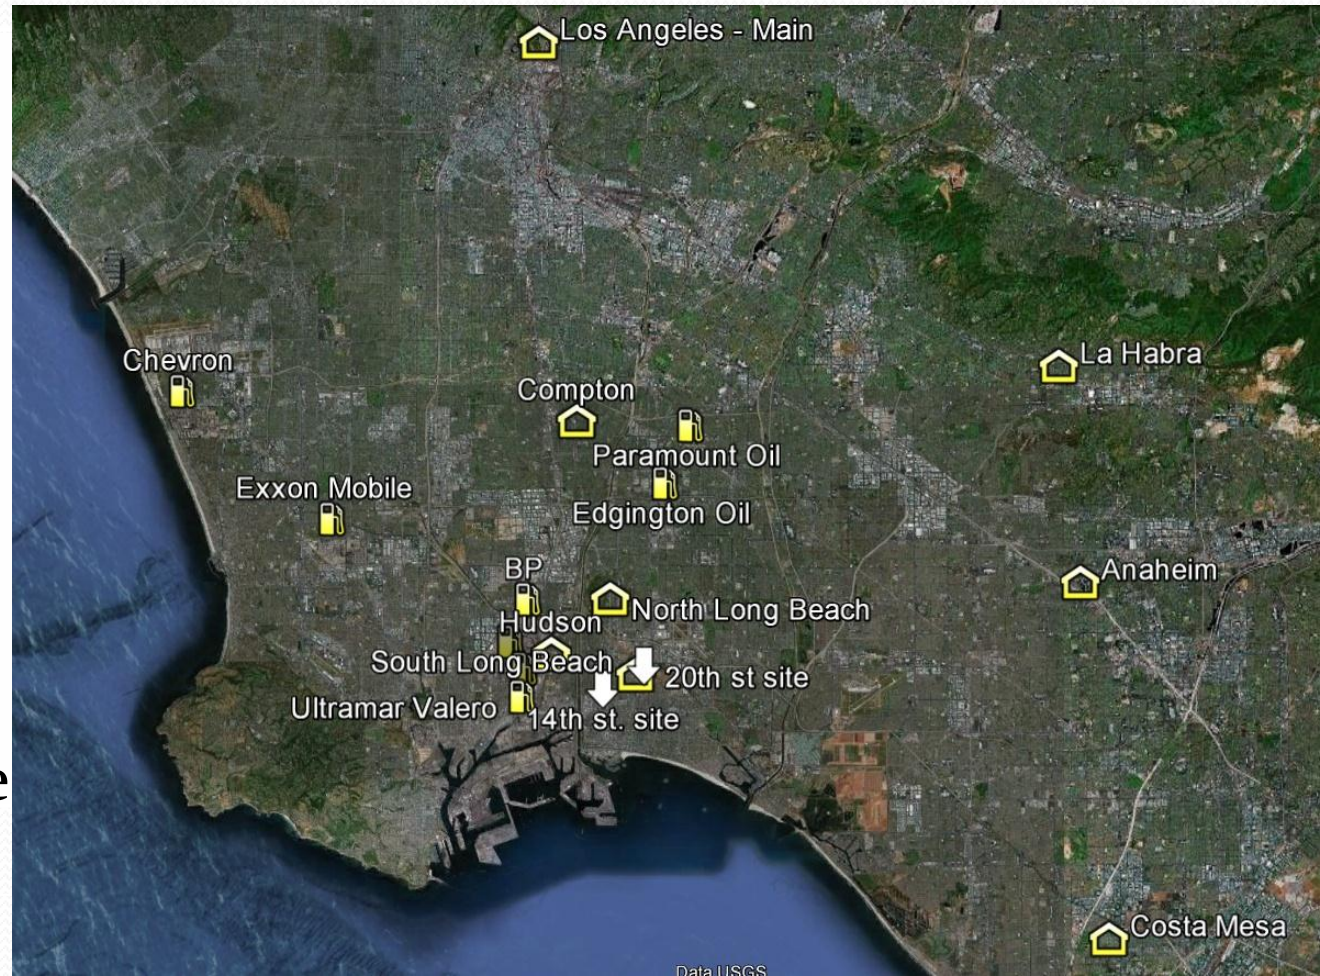 Los Angeles - Main
Chevron
La Habra
Compton
Paramount Oil
Exxon Mobile
Edgington Oil
BP
Anaheim
North Long Beach
Hudson
South Long Beach
20th st site
Ultramar Valero
14th st. site
e
Costa Mesa
Data USGS